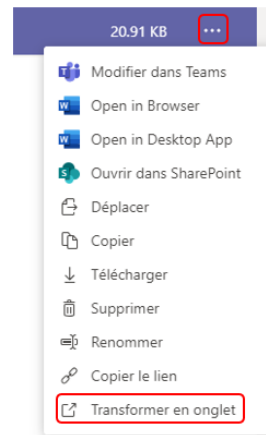 20.91 KB ...
Modifier dans Teams
Open in Browser
Open in Desktop App
Ouvrir dans SharePoint
Déplacer
Copier
Télécharger
Supprimer
Renommer
Copier le lien
Transformer en onglet